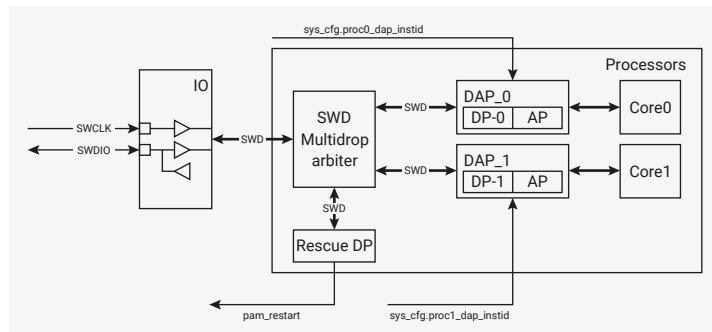 sys_cfg.proc0_dap_instid
Processors
IO
SWCLK
SWDIO
SWD
SWD
Multidrop
arbiter
SWD
DAP_0
DP-0
AP
Core0
SWD
DAP_1
DP-1
AP
Core1
SWD
Rescue DP
pam_restart
sys_cfg.proc1_dap_instid